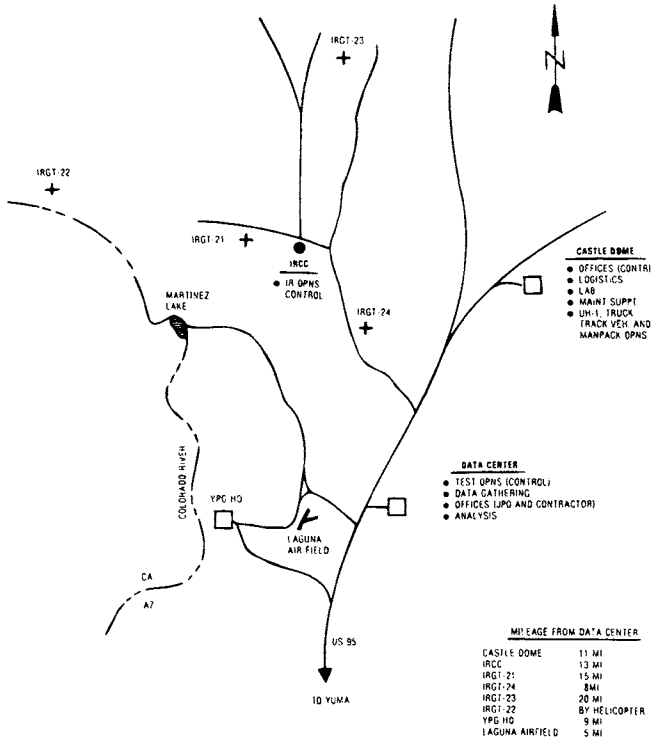 IRGT-23
N
IRGT-22
IRGT-21
IRCC
● IR OPNS
CONTROL
MARTINEZ
LAKE
IRGT-24
CASTLE DOME
● OFFICES (CONTRI
● LOGISTICS
● LAB
● MAINT SUPPT
● UH-1, TRUCK
TRACK VEH. AND
MANPACK OPNS
COLORADO RIVER
DATA CENTER
● TEST OPNS (CONTROL)
● DATA GATHERING
● OFFICES (JPO AND CONTRACTOR)
● ANALYSIS
YPG HQ
LAGUNA
AIR FIELD
CA
AZ
US 95
TO YUMA
MILEAGE FROM DATA CENTER
CASTLE DOME 11 MI
IRCC 13 MI
IRGT-21 15 MI
IRGT-24 8MI
IRGT-23 20 MI
IRGT-22 BY HELICOPTER
YPG HQ 9 MI
LAGUNA AIRFIELD 5 MI